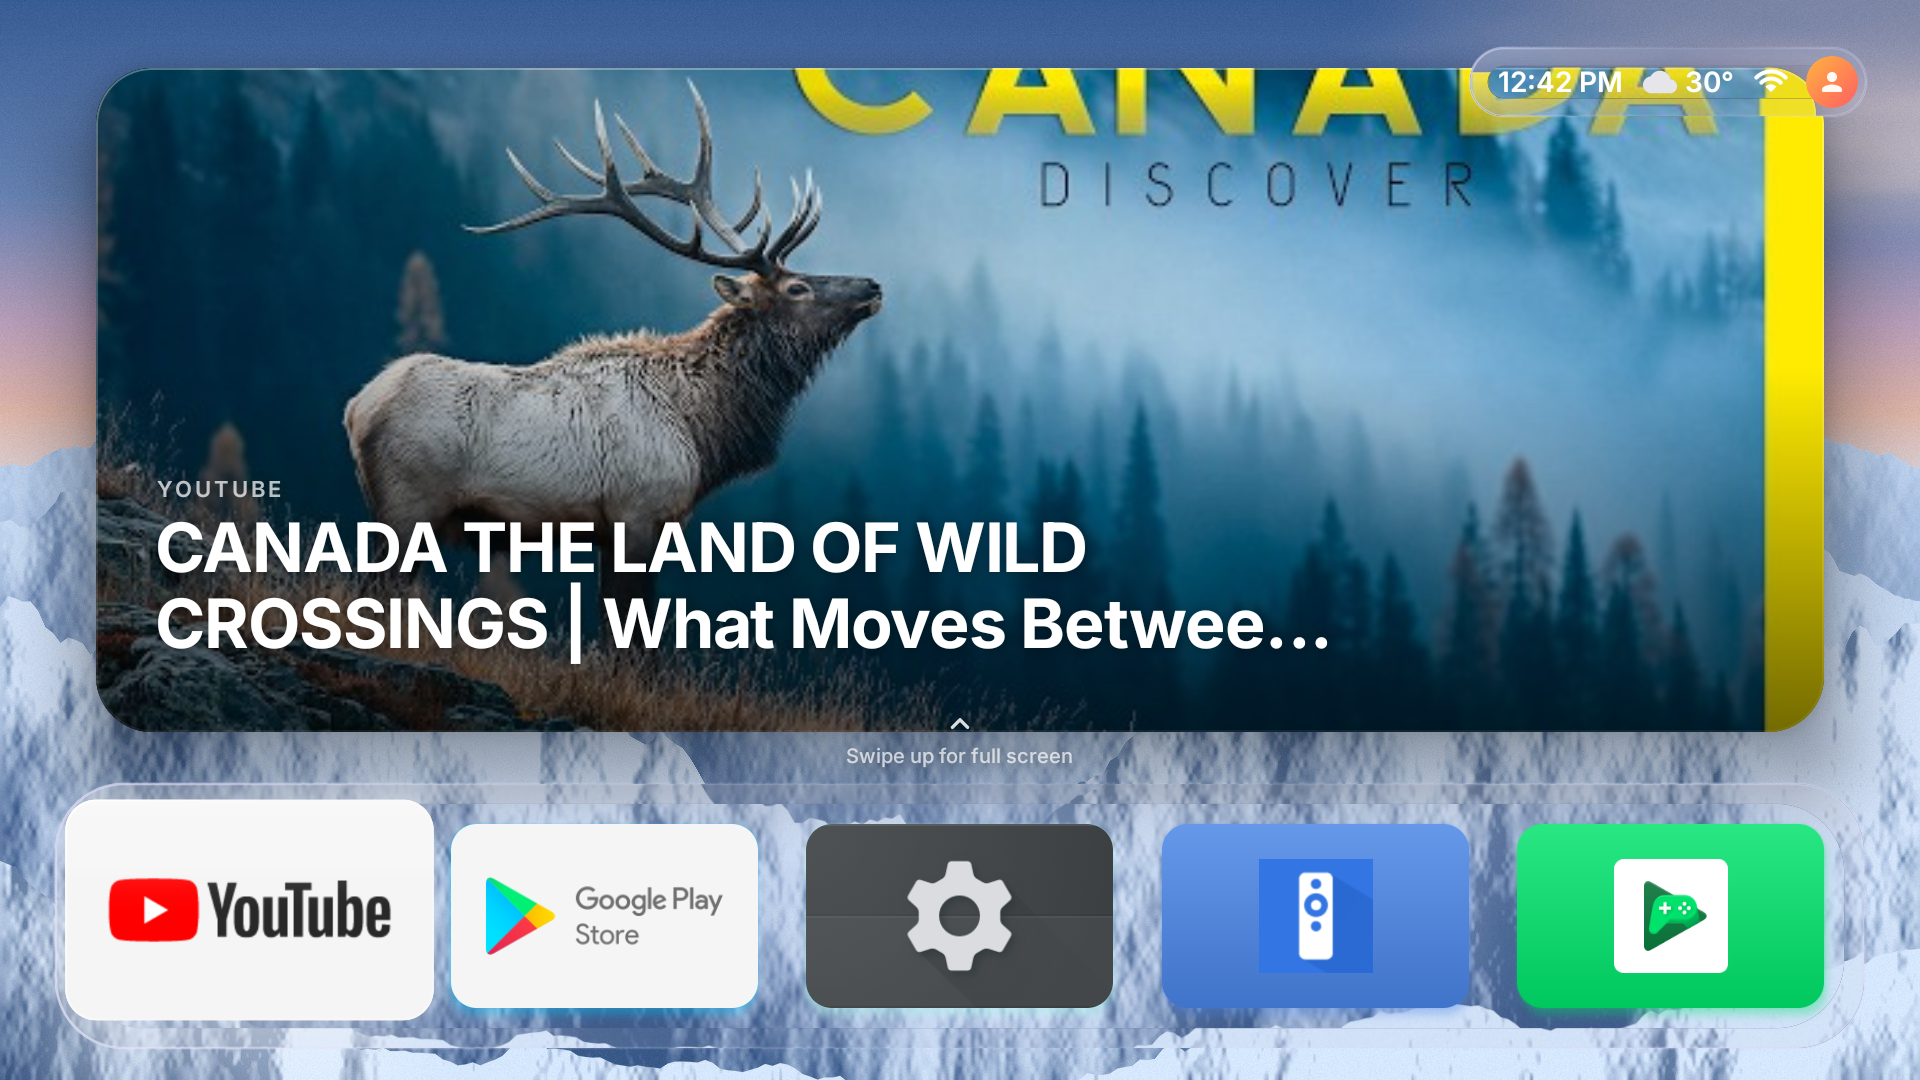 CANADA
12:42 PM 30°
DISCOVER
YOUTUBE
CANADA THE LAND OF WILD
CROSSINGS | What Moves Betwee...
Swipe up for full screen
YouTube
Google Play
Store